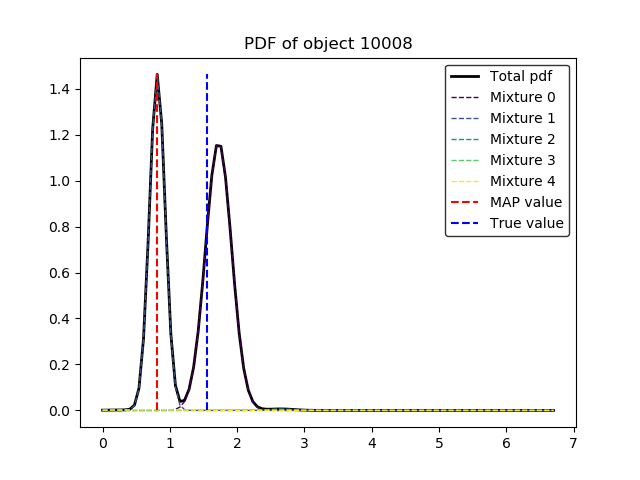 PDF of object 10008
Total pdf
Mixture 0
Mixture 1
Mixture 2
Mixture 3
Mixture 4
MAP value
True value
1.4
1.2
1.0
0.8
0.6
0.4
0.2
0.0
0 1 2 3 4 5 6 7